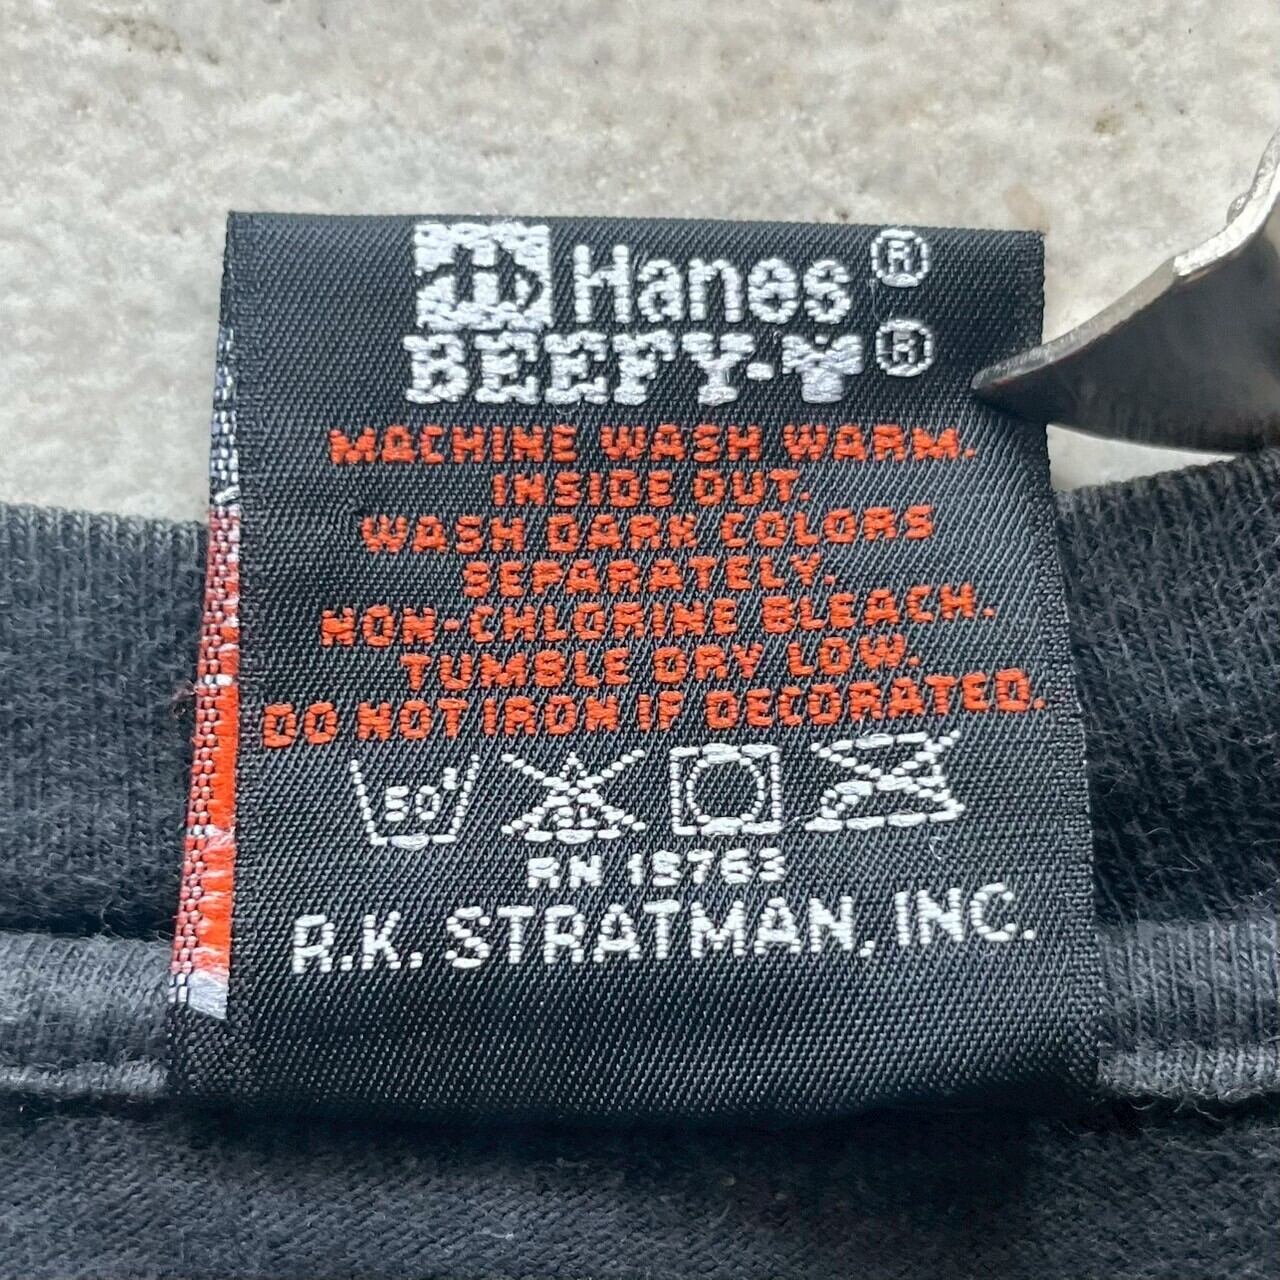 Hanes®
BEEFY-T®
MACHINE WASH WARM.
INSIDE OUT.
WASH DARK COLORS
SEPARATELY.
NON-CHLORINE BLEACH.
TUMBLE DRY LOW.
DO NOT IRON IF DECORATED.
50°
RN 15763
R.K. STRATMAN, INC.